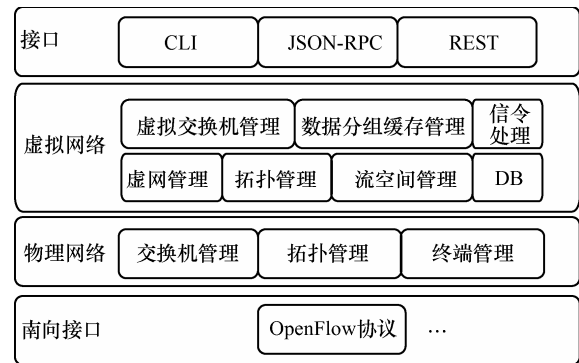 接口 CLI JSON-RPC REST
虚拟网络
虚拟交换机管理 数据分组缓存管理 信令处理
虚网管理 拓扑管理 流空间管理 DB
物理网络 交换机管理 拓扑管理 终端管理
南向接口 OpenFlow协议 …